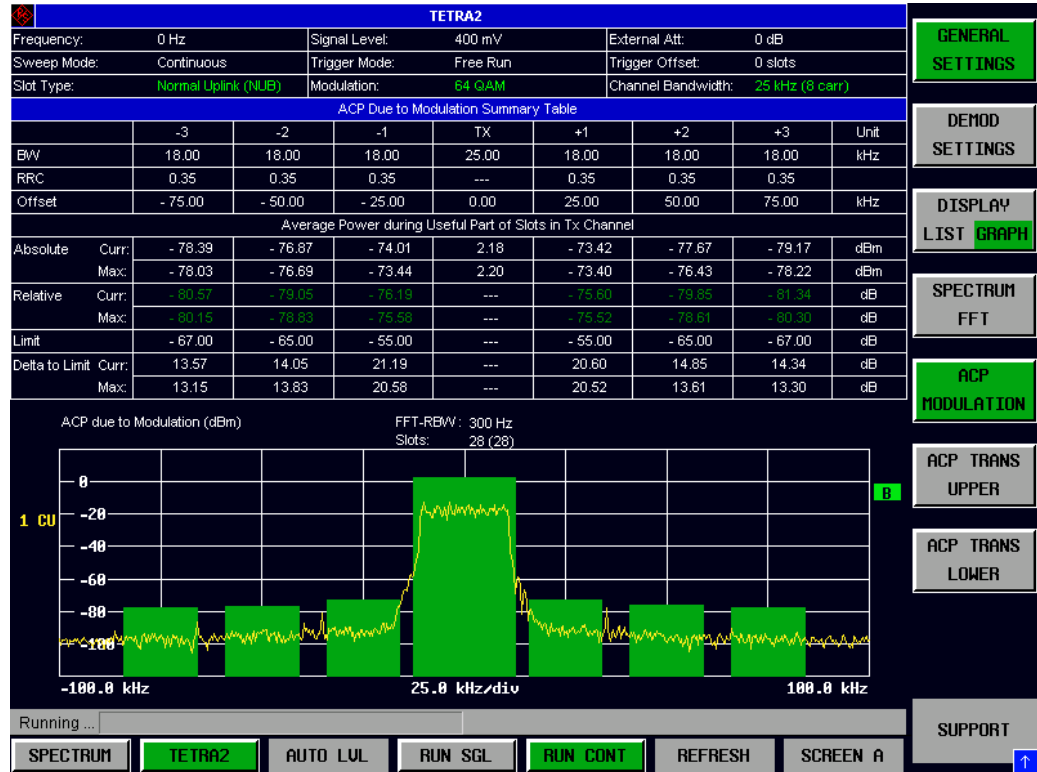 TETRA2
Frequency: 0 Hz Signal Level: 400 mV External Att: 0 dB
Sweep Mode: Continuous Trigger Mode: Free Run Trigger Offset: 0 slots
Slot Type: Normal Uplink (NUB) Modulation: 64 QAM Channel Bandwidth: 25 kHz (8 carr)
ACP Due to Modulation Summary Table
-3 -2 -1 TX +1 +2 +3 Unit
BW 18.00 18.00 18.00 25.00 18.00 18.00 18.00 kHz
RRC 0.35 0.35 0.35 --- 0.35 0.35 0.35
Offset - 75.00 - 50.00 - 25.00 0.00 25.00 50.00 75.00 kHz
Average Power during Useful Part of Slots in Tx Channel
Absolute Curr: - 78.39 - 76.87 - 74.01 2.18 - 73.42 - 77.67 - 79.17 dBm
Max: - 78.03 - 76.69 - 73.44 2.20 - 73.40 - 76.43 - 78.22 dBm
Relative Curr: - 80.57 - 79.05 - 76.19 --- - 75.60 - 79.85 - 81.34 dB
Max: - 80.15 - 78.83 - 75.58 --- - 75.52 - 78.61 - 80.30 dB
Limit - 67.00 - 65.00 - 55.00 --- - 55.00 - 65.00 - 67.00 dB
Delta to Limit Curr: 13.57 14.05 21.19 --- 20.60 14.85 14.34 dB
Max: 13.15 13.83 20.58 --- 20.52 13.61 13.30 dB
ACP due to Modulation (dBm) FFT-RBW: 300 Hz
Slots: 28 (28)
0
B
1 CU
-20
-40
-60
-80
-100
-100.0 kHz 25.0 kHz/div 100.0 kHz
Running ...
SPECTRUM TETRA2 AUTO LVL RUN SGL RUN CONT REFRESH SCREEN A
GENERAL
SETTINGS
DEMOD
SETTINGS
DISPLAY
LIST GRAPH
SPECTRUM
FFT
ACP
MODULATION
ACP TRANS
UPPER
ACP TRANS
LOWER
SUPPORT